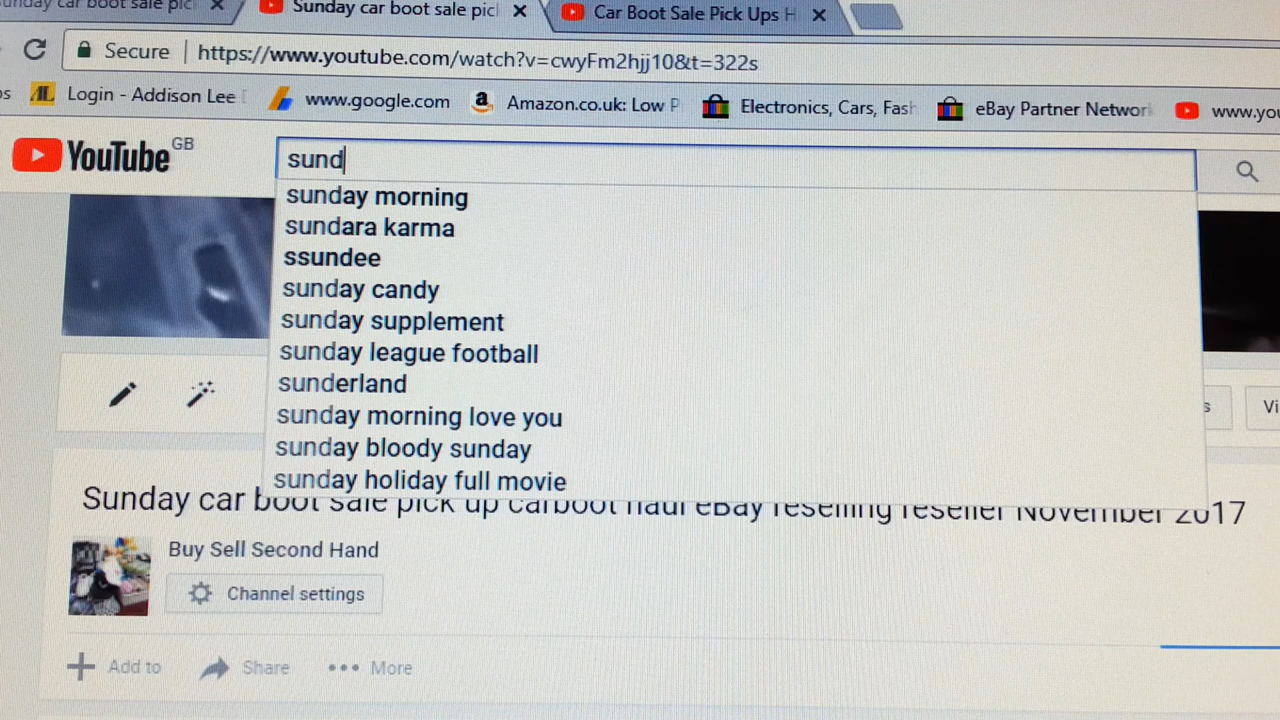 Sunday car boot sale pic
Car Boot Sale Pick Ups H
Secure
https://www.youtube.com/watch?v=cwyFm2hjj10&t=322s
Login - Addison Lee
www.google.com
Amazon.co.uk: Low P
Electronics, Cars, Fash
eBay Partner Network
www.you
YouTube GB
sund
sunday morning
sundara karma
ssundee
sunday candy
sunday supplement
sunday league football
sunderland
sunday morning love you
sunday bloody sunday
sunday holiday full movie
Sunday car boot sale pick up carboot haul eBay reselling reseller November 2017
Buy Sell Second Hand
Channel settings
Add to
Share
More